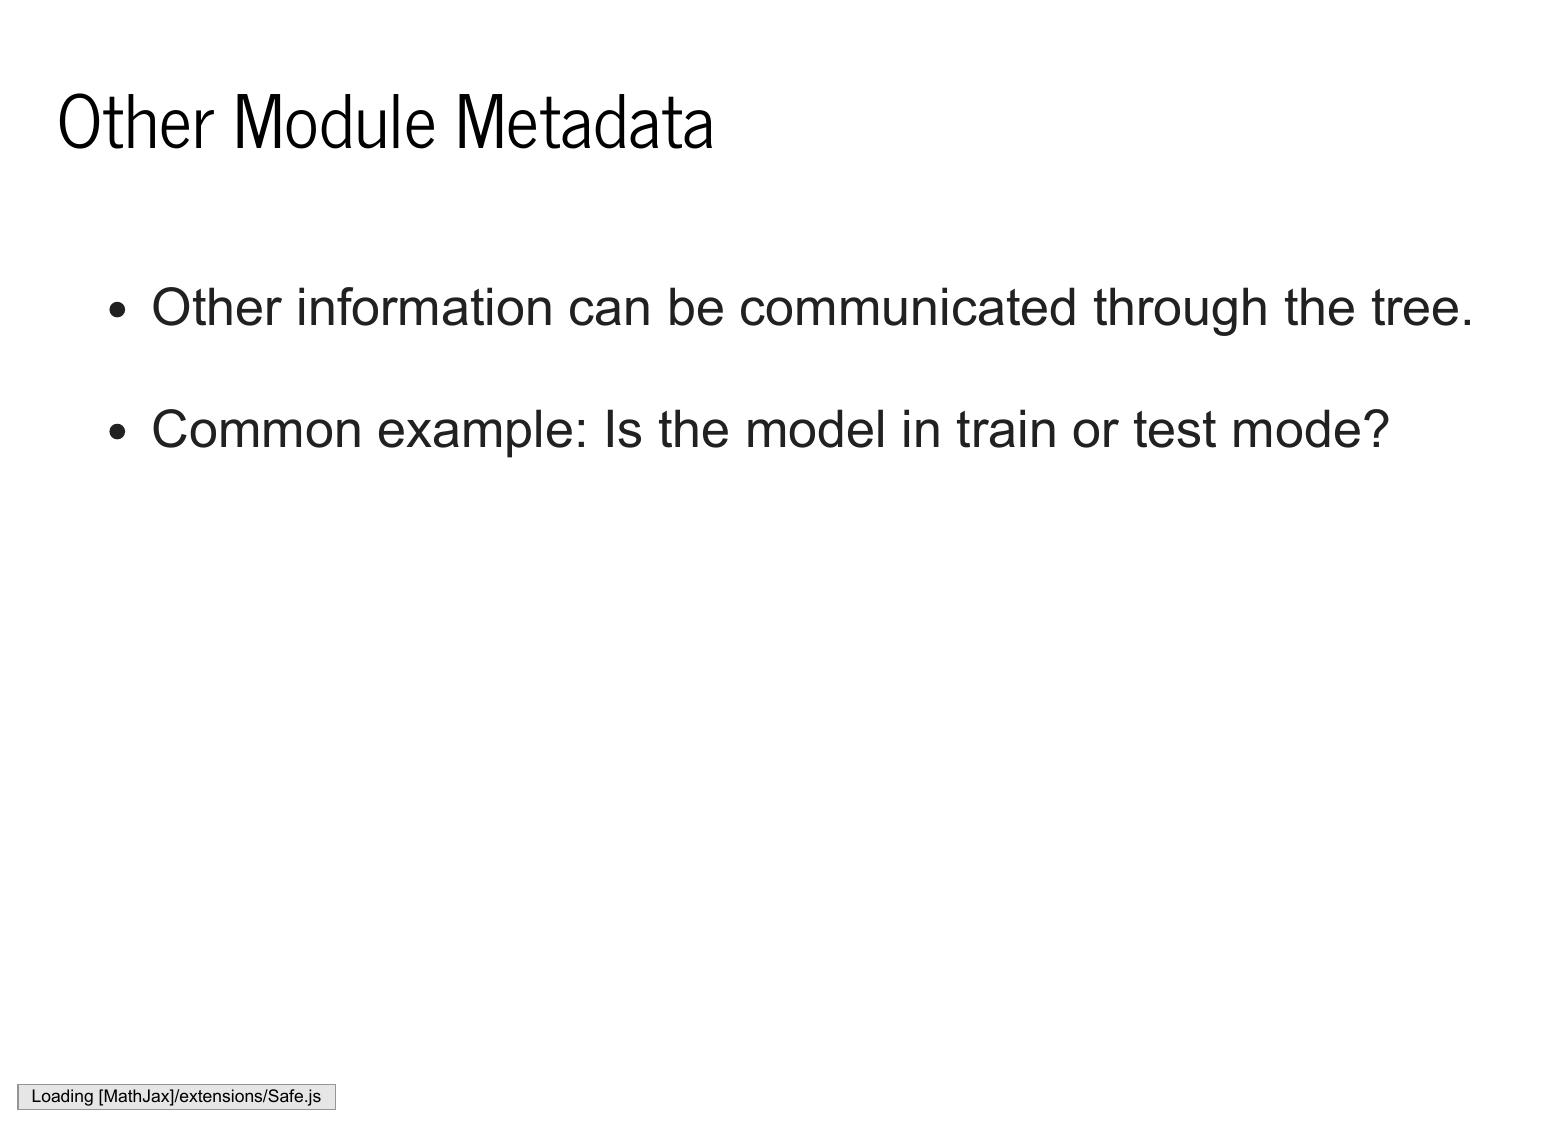 Other Module Metadata
• Other information can be communicated through the tree.
• Common example: Is the model in train or test mode?
Loading [MathJax]/extensions/Safe.js